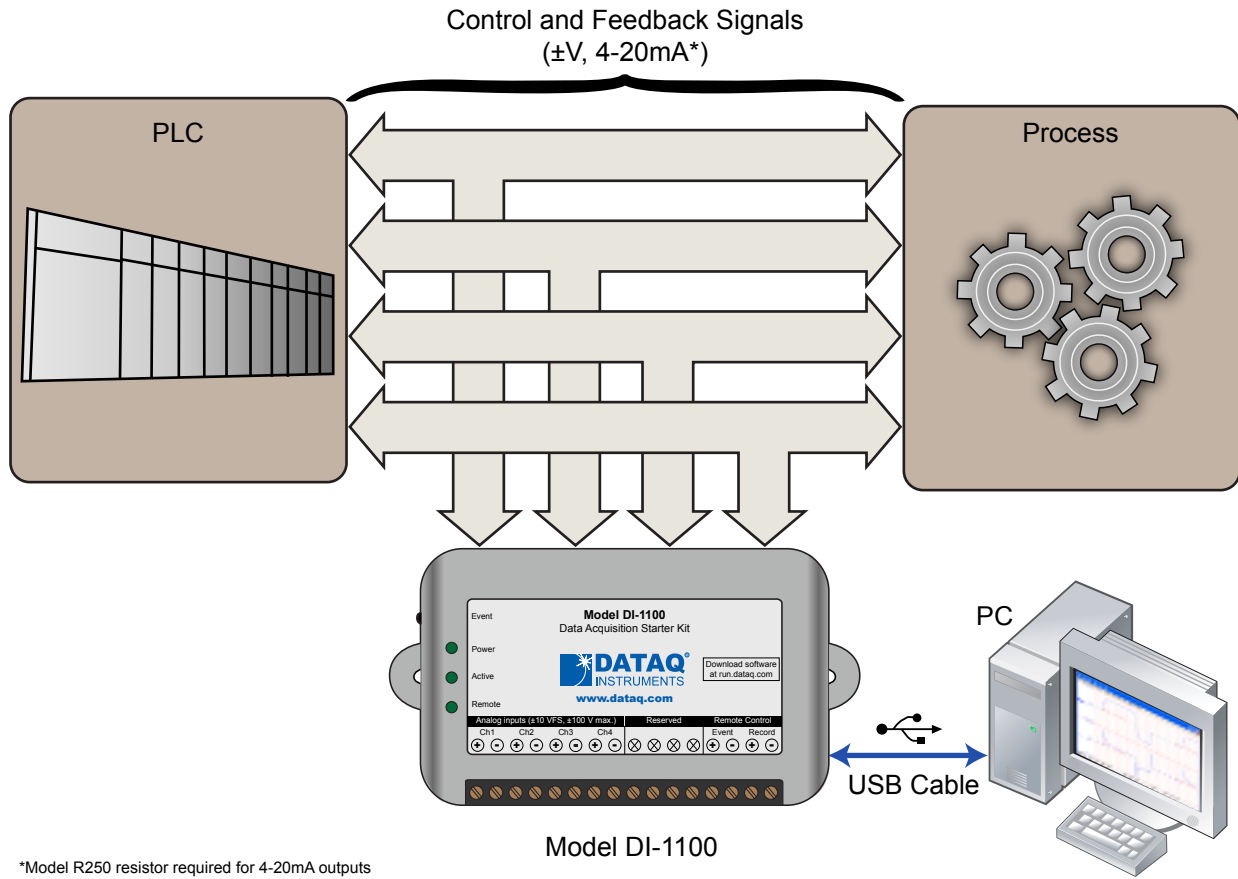 Control and Feedback Signals
(±V, 4-20mA*)
PLC
Process
Event
Model DI-1100
Data Acquisition Starter Kit
Power
DATAQ®
INSTRUMENTS
Download software
at run.dataq.com
Active
www.dataq.com
Remote
Analog inputs (±10 VFS, ±100 V max.) Reserved Remote Control
Ch1 Ch2 Ch3 Ch4 Event Record
+ - + - + - + - + - + -
PC
USB Cable
Model DI-1100
*Model R250 resistor required for 4-20mA outputs